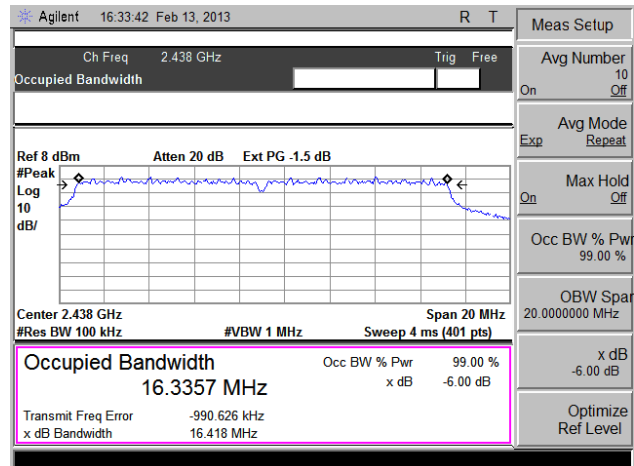 Agilent 16:33:42 Feb 13, 2013 R T
Meas Setup
Ch Freq 2.438 GHz Trig Free
Occupied Bandwidth
Avg Number
10
On Off
Avg Mode
Exp Repeat
Max Hold
On Off
Occ BW % Pwr
99.00 %
OBW Span
20.0000000 MHz
x dB
-6.00 dB
Optimize
Ref Level
Ref 8 dBm Atten 20 dB Ext PG -1.5 dB
#Peak
Log
10
dB/
Center 2.438 GHz Span 20 MHz
#Res BW 100 kHz #VBW 1 MHz Sweep 4 ms (401 pts)
Occupied Bandwidth Occ BW % Pwr 99.00 %
16.3357 MHz x dB -6.00 dB
Transmit Freq Error -990.626 kHz
x dB Bandwidth 16.418 MHz